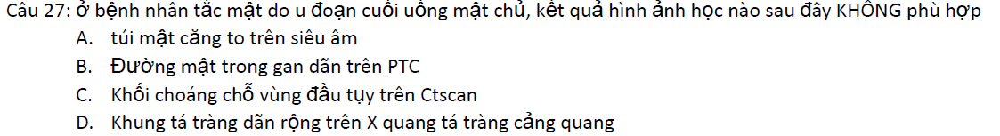 Câu 27: ở bệnh nhân tắc mật do u đoạn cuối uống mật chủ, kết quả hình ảnh học nào sau đây KHÔNG phù hợp
A. túi mật căng to trên siêu âm
B. Đường mật trong gan dãn trên PTC
C. Khối choáng chỗ vùng đầu tụy trên Ctscan
D. Khung tá tràng dãn rộng trên X quang tá tràng cảng quang